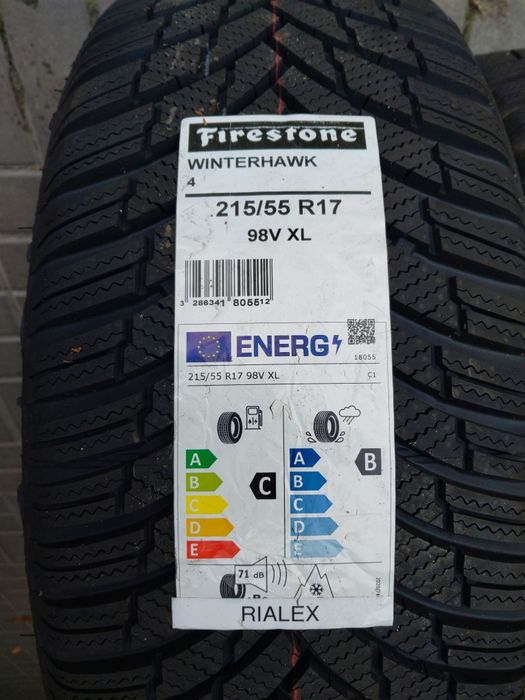 Firestone
WINTERHAWK
4
215/55 R17
98V XL
3 286341 805512
ENERG
18055
215/55 R17 98V XL
C1
A
B
C
D
E
C
A
B
C
D
E
B
71 dB
B
RIALEX